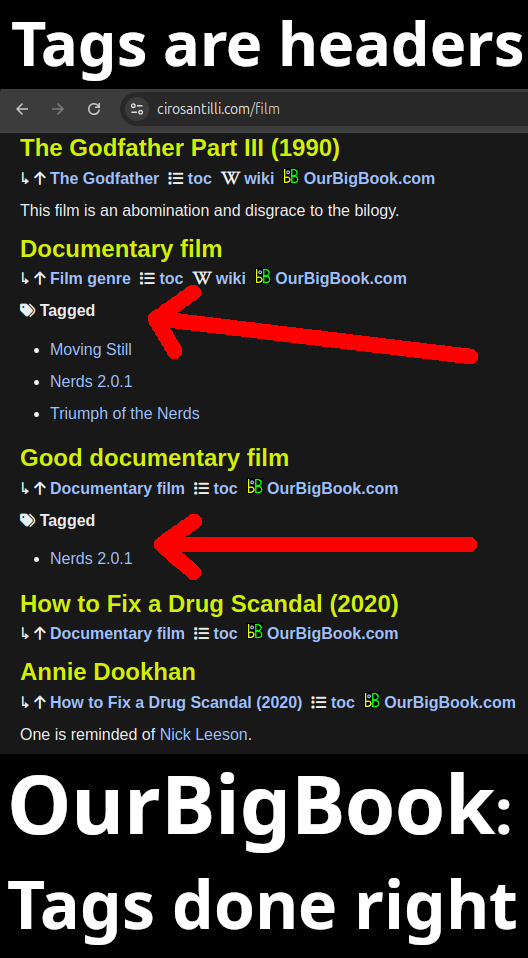 Tags are headers
cirosantilli.com/film
The Godfather Part III (1990)
↳ ↑ The Godfather toc W wiki OurBigBook.com
This film is an abomination and disgrace to the bilogy.
Documentary film
↳ ↑ Film genre toc W wiki OurBigBook.com
Tagged
• Moving Still
• Nerds 2.0.1
• Triumph of the Nerds
Good documentary film
↳ ↑ Documentary film toc OurBigBook.com
Tagged
• Nerds 2.0.1
How to Fix a Drug Scandal (2020)
↳ ↑ Documentary film toc OurBigBook.com
Annie Dookhan
↳ ↑ How to Fix a Drug Scandal (2020) toc OurBigBook.com
One is reminded of Nick Leeson.
OurBigBook:
Tags done right